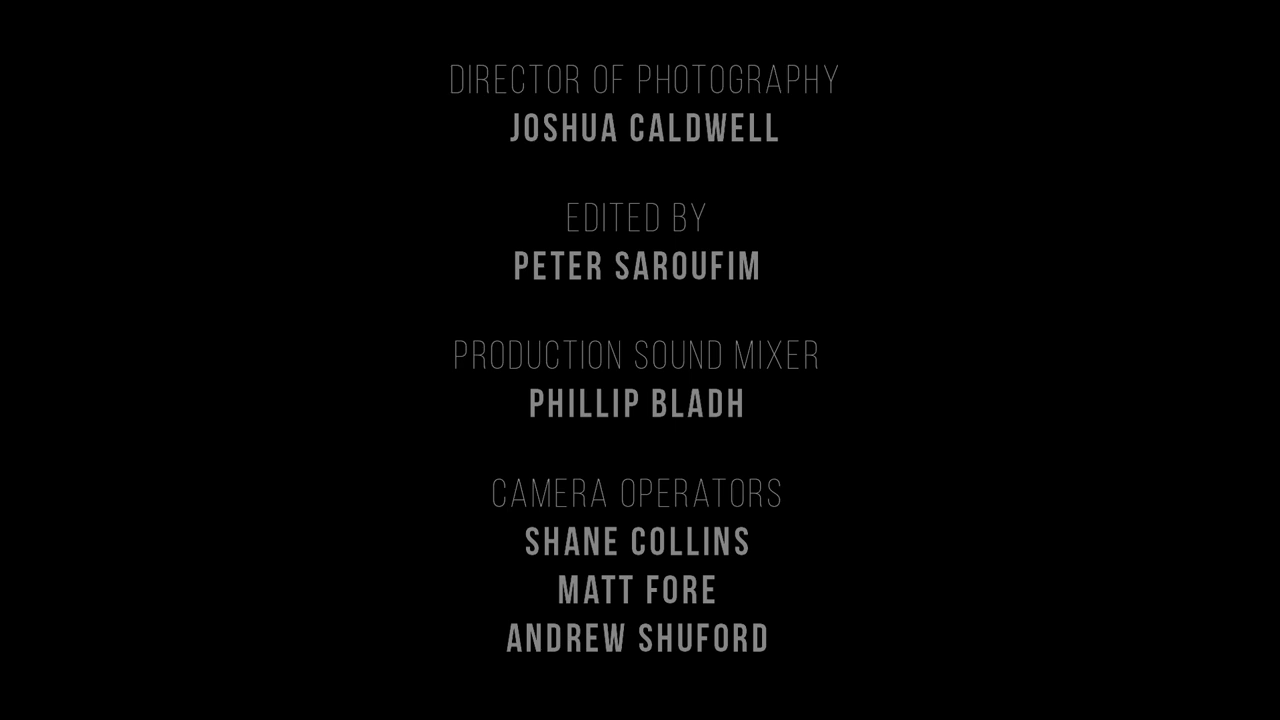 DIRECTOR OF PHOTOGRAPHY
JOSHUA CALDWELL
EDITED BY
PETER SAROUFIM
PRODUCTION SOUND MIXER
PHILLIP BLADH
CAMERA OPERATORS
SHANE COLLINS
MATT FORE
ANDREW SHUFORD